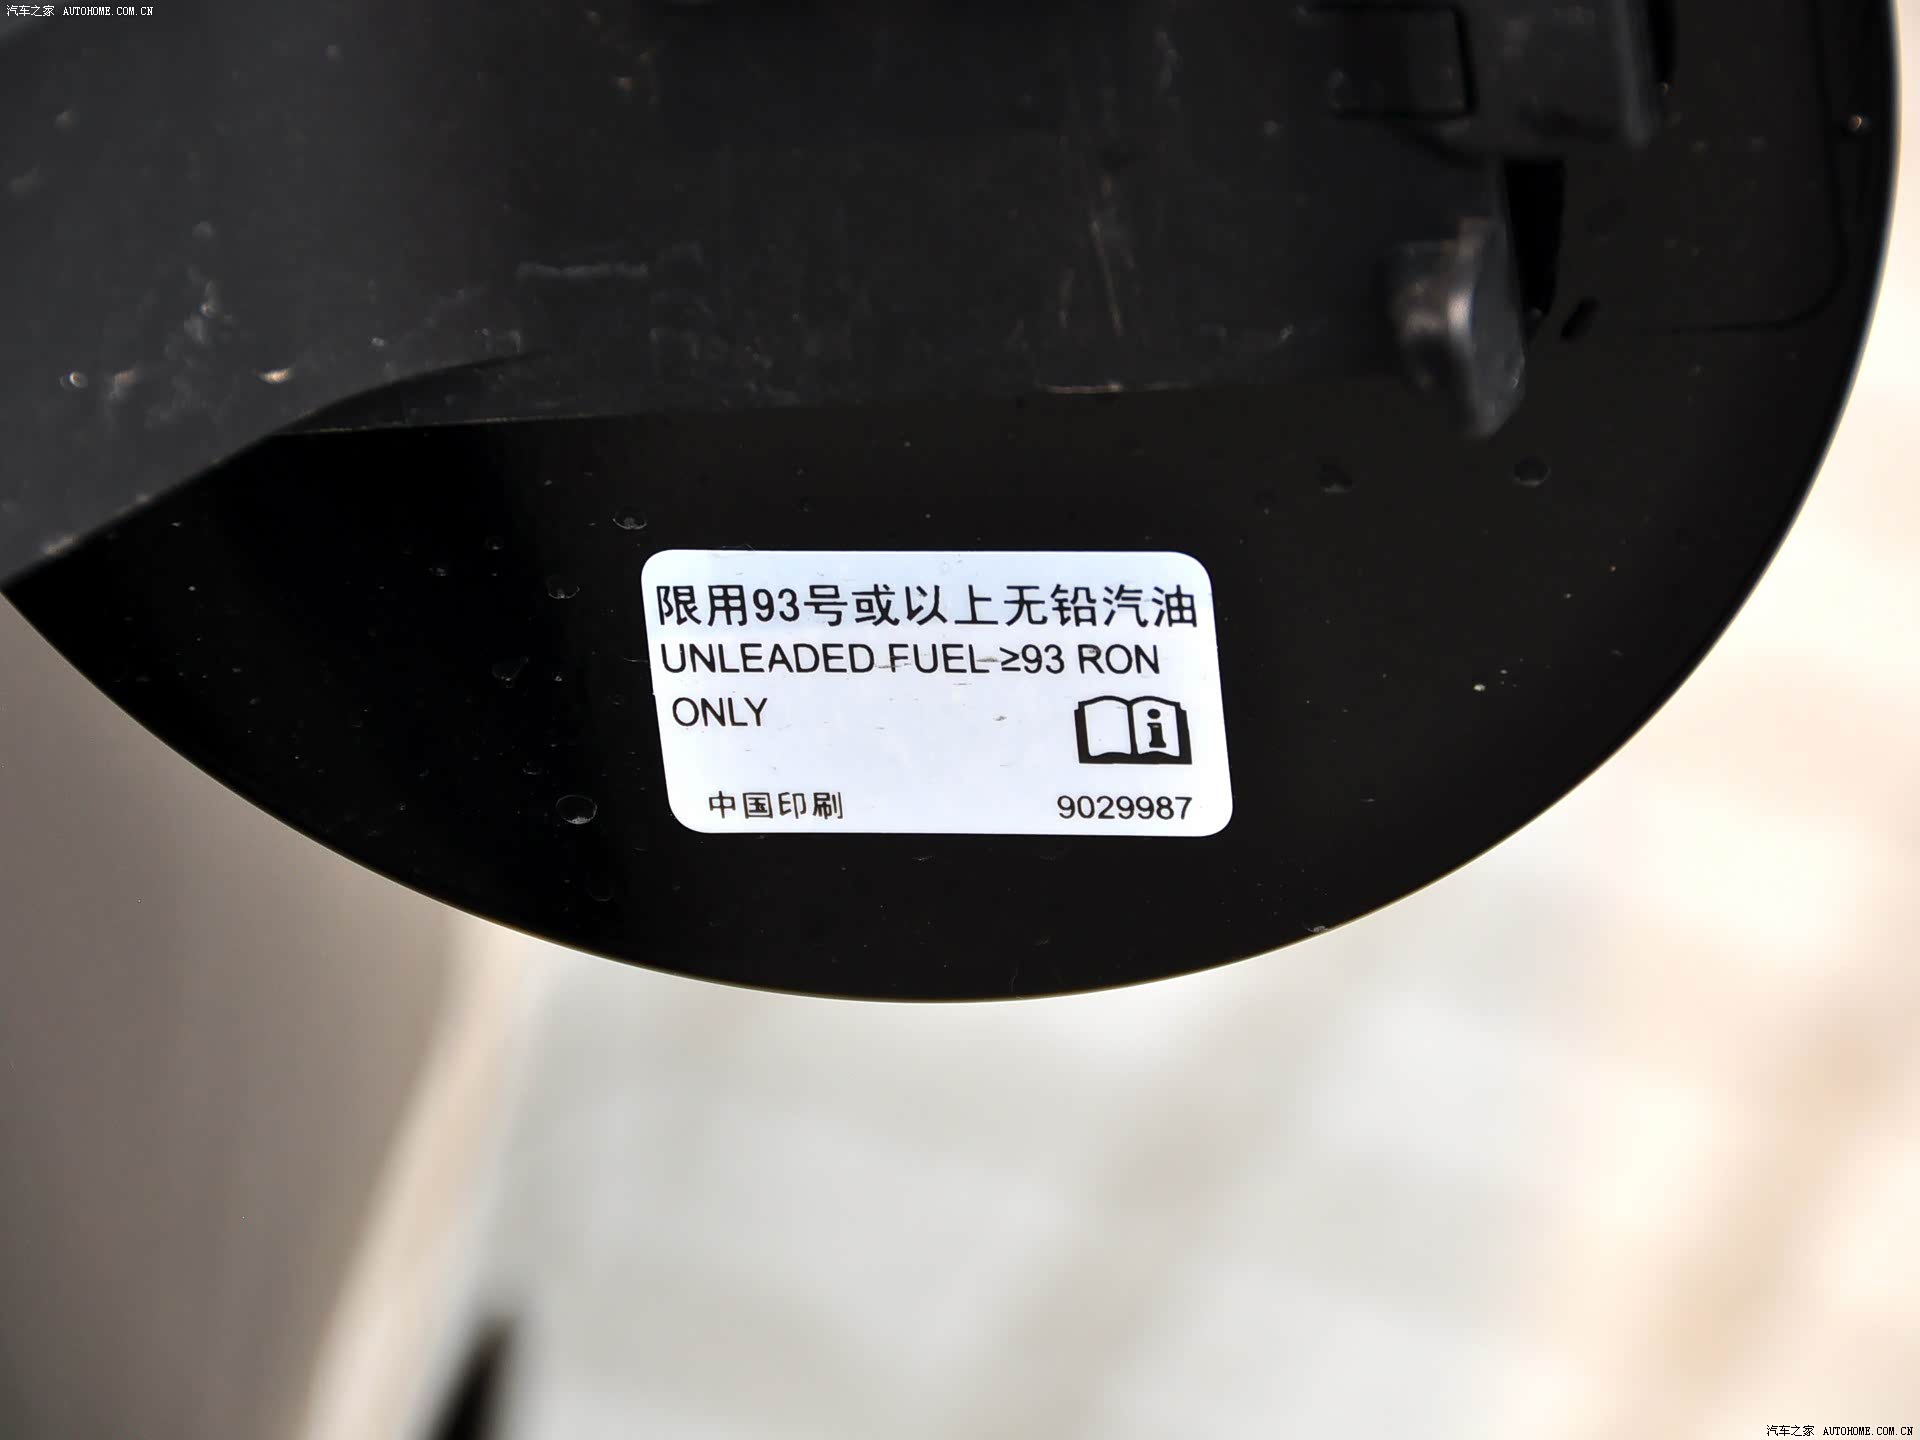 汽车之家 AUTOHOME.COM.CN
限用93号或以上无铅汽油
UNLEADED FUEL ≥93 RON
ONLY
中国印刷 9029987
汽车之家 AUTOHOME.COM.CN